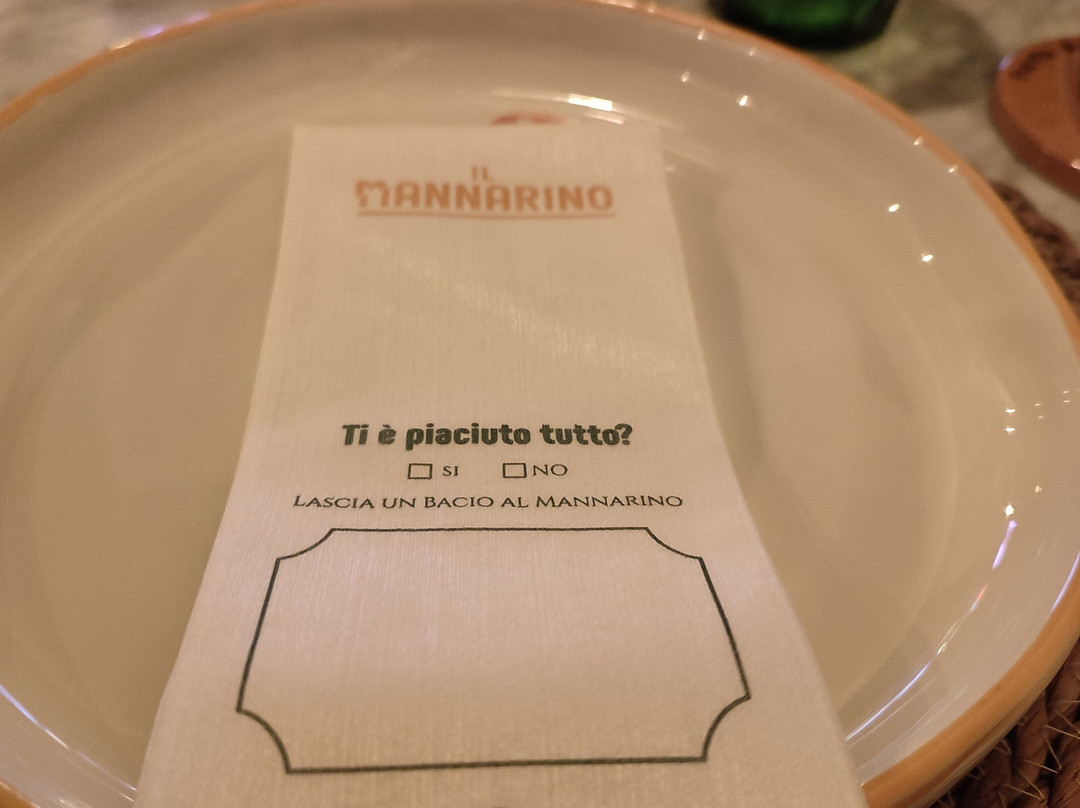 IL
MANNARINO
Ti è piaciuto tutto?
SI NO
LASCIA UN BACIO AL MANNARINO